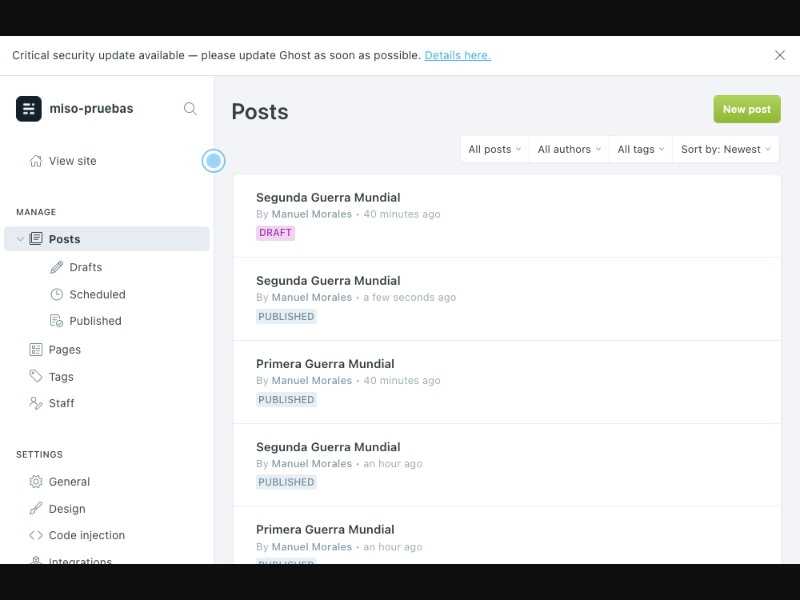 Critical security update available — please update Ghost as soon as possible. Details here.
miso-pruebas
View site
MANAGE
Posts
Drafts
Scheduled
Published
Pages
Tags
Staff
SETTINGS
General
Design
Code injection
Integrations
Posts
New post
All posts
All authors
All tags
Sort by: Newest
Segunda Guerra Mundial
By Manuel Morales • 40 minutes ago
DRAFT
Segunda Guerra Mundial
By Manuel Morales • a few seconds ago
PUBLISHED
Primera Guerra Mundial
By Manuel Morales • 40 minutes ago
PUBLISHED
Segunda Guerra Mundial
By Manuel Morales • an hour ago
PUBLISHED
Primera Guerra Mundial
By Manuel Morales • an hour ago
PUBLISHED